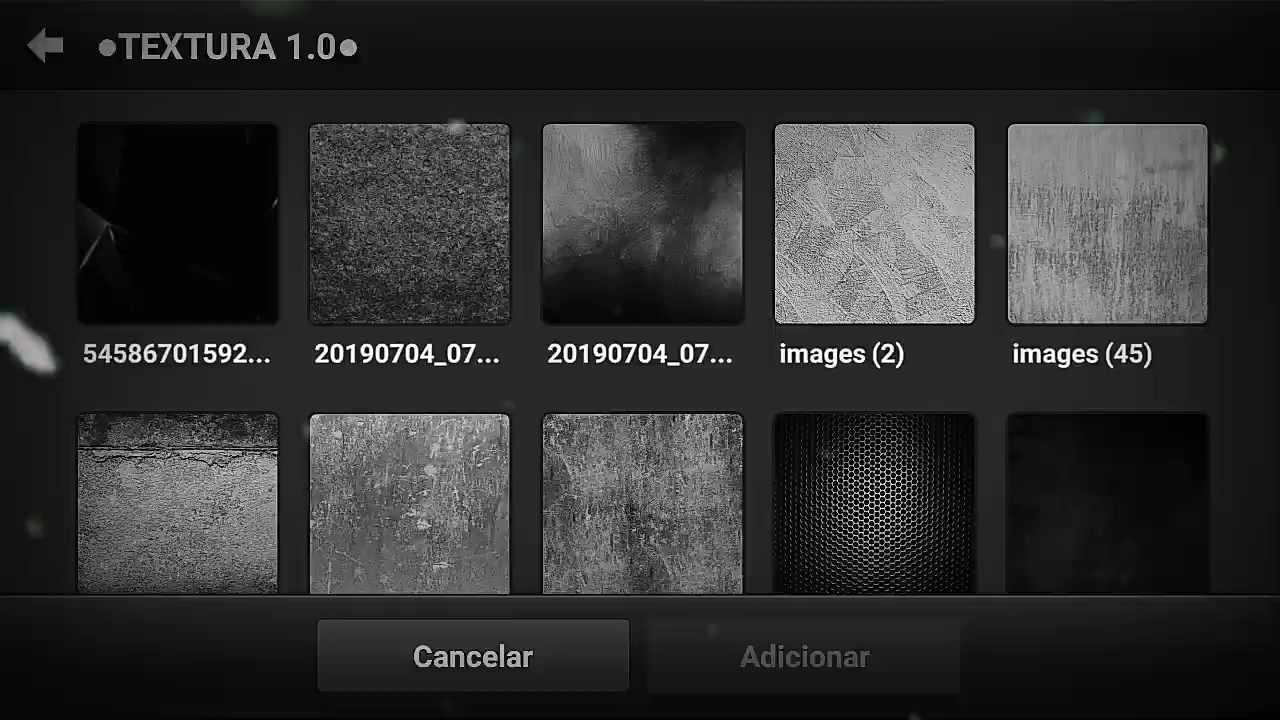 ●TEXTURA 1.0●
54586701592...
20190704_07...
20190704_07...
images (2)
images (45)
Cancelar
Adicionar